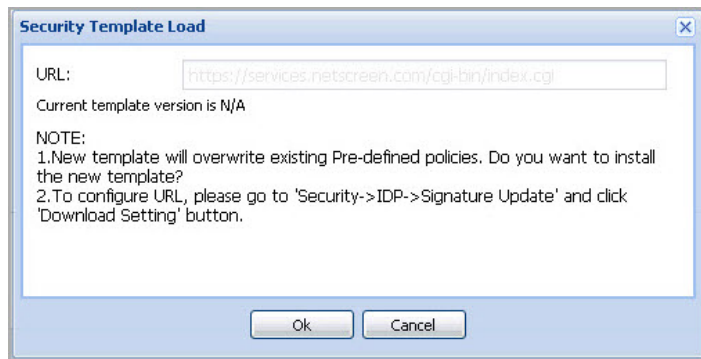 Security Template Load
URL: https://services.netscreen.com/cgi-bin/index.cgi
Current template version is N/A
NOTE:
1.New template will overwrite existing Pre-defined policies. Do you want to install
the new template?
2.To configure URL, please go to 'Security->IDP->Signature Update' and click
'Download Setting' button.
Ok Cancel